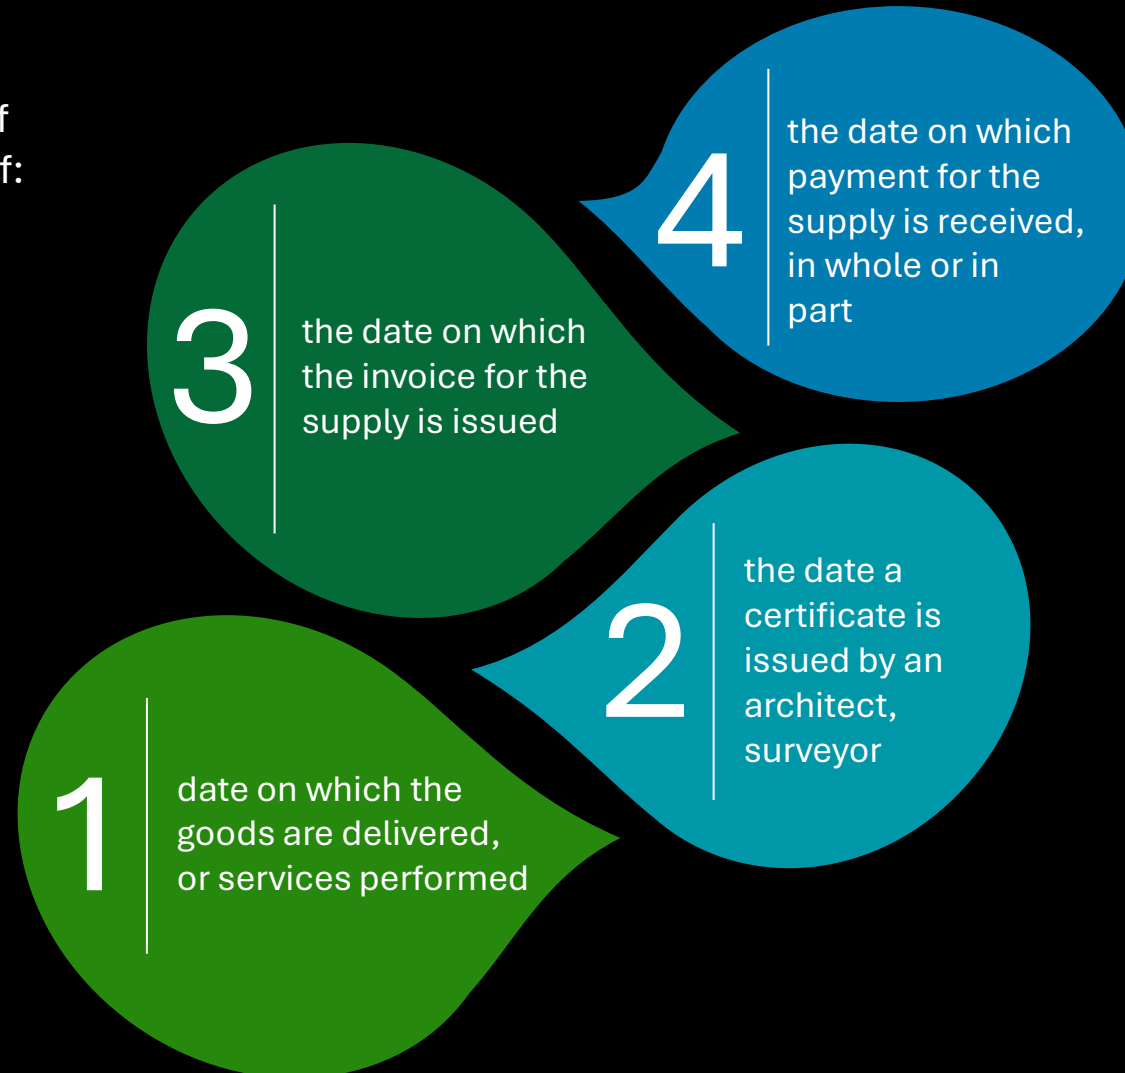 f
f:
4
the date on which
payment for the
supply is received,
in whole or in
part
3
the date on which
the invoice for the
supply is issued
2
the date a
certificate is
issued by an
architect,
surveyor
1
date on which the
goods are delivered,
or services performed